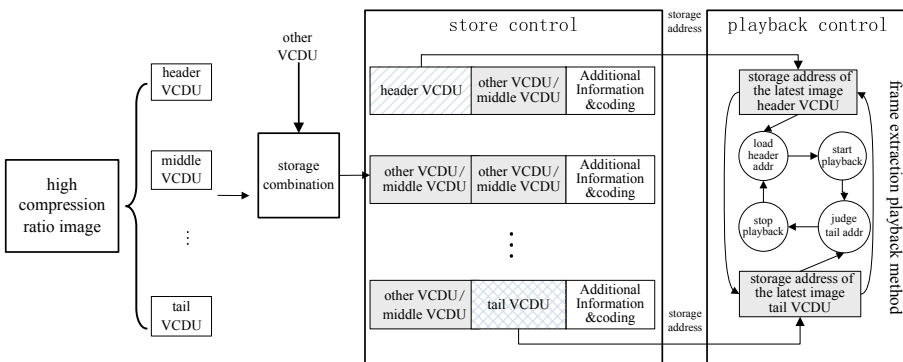 high
compression
ratio image
header
VCDU
middle
VCDU
⋮
tail
VCDU
other
VCDU
storage
combination
store control
header VCDU
other VCDU/
middle VCDU
Additional
Information
&coding
other VCDU/
middle VCDU
other VCDU/
middle VCDU
Additional
Information
&coding
⋮
other VCDU/
middle VCDU
tail VCDU
Additional
Information
&coding
storage
address
storage
address
playback control
storage address of
the latest image
header VCDU
load
header
addr
start
playback
stop
playback
judge
tail addr
storage address of
the latest image
tail VCDU
frame extraction playback method